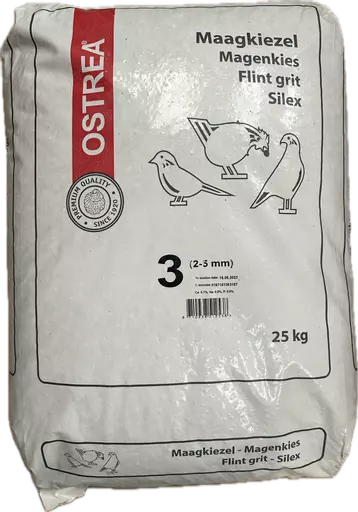 OSTREA®
Maagkiezel
Magenkies
Flint grit
Silex
PREMIUM QUALITY
SINCE 1920
3 (2-5 mm)
25 kg
Maagkiezel - Magenkies
Flint grit - Silex